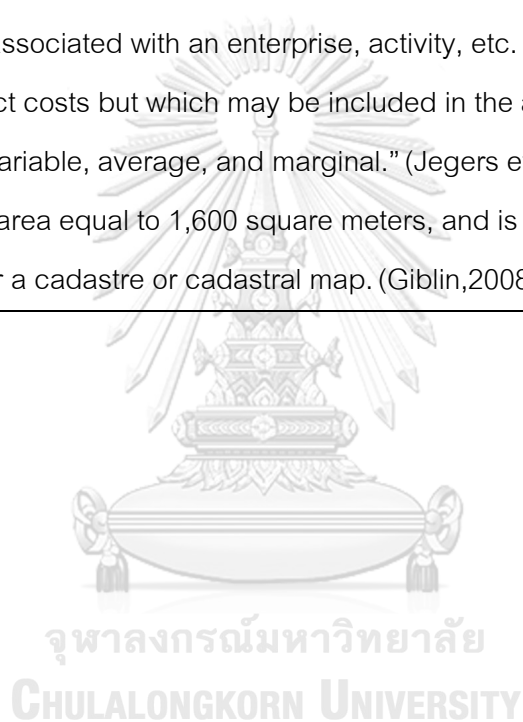 ssociated with an enterprise, activity, etc.
ct costs but which may be included in the a
ariable, average, and marginal." (Jegers e
area equal to 1,600 square meters, and is
r a cadastre or cadastral map. (Giblin,2008
จุฬาลงกรณ์มหาวิทยาลัย
CHULALONGKORN UNIVERSITY